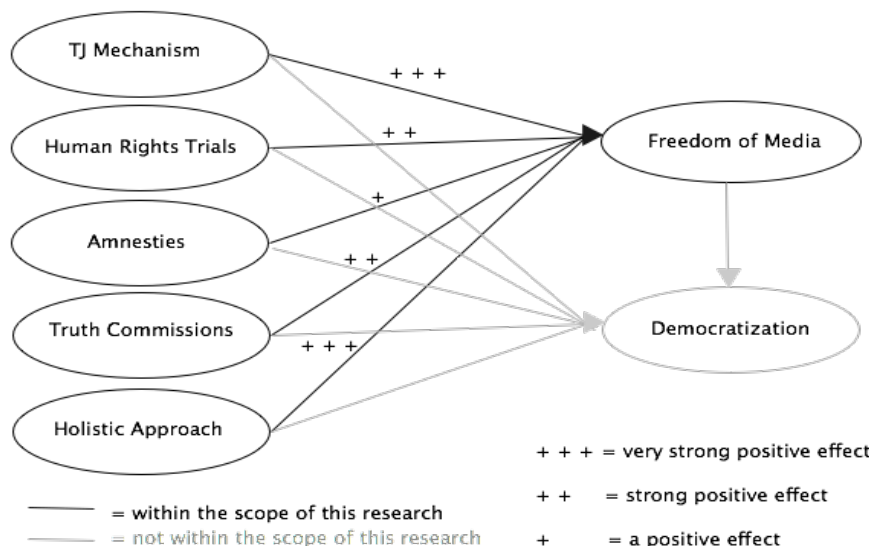 TJ Mechanism
+ + +
Human Rights Trials
+ +
Freedom of Media
+
Amnesties
+ +
Truth Commissions
+ + +
Democratization
Holistic Approach
+ + + = very strong positive effect
+ + = strong positive effect
+ = a positive effect
= within the scope of this research
= not within the scope of this research